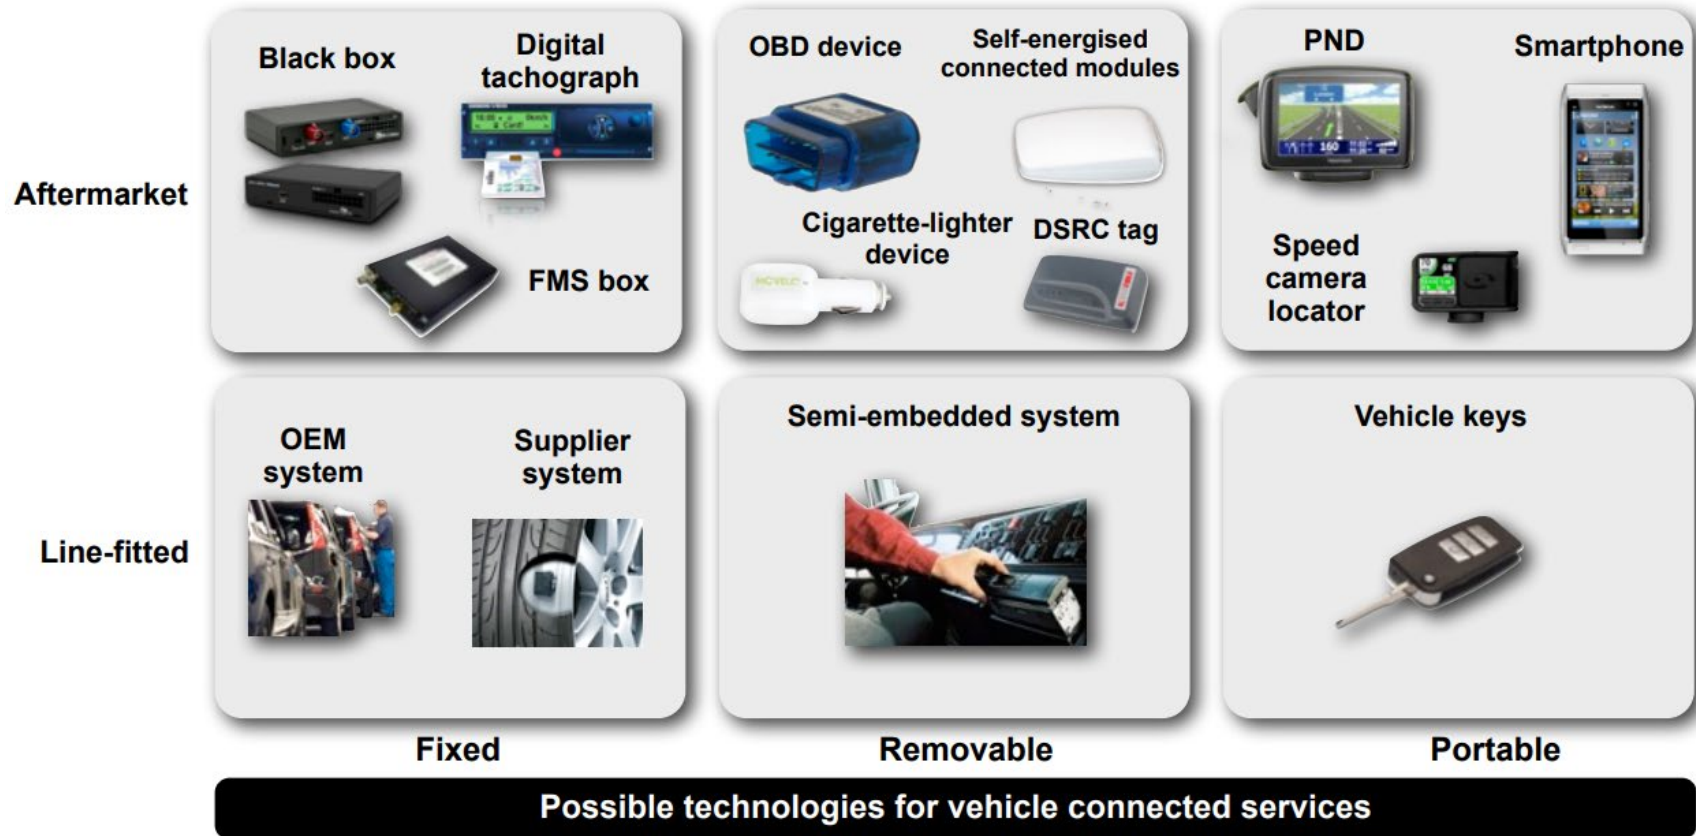 Black box
Digital
tachograph
OBD device
Self-energised
connected modules
PND
Smartphone
Aftermarket
160
Cigarette-lighter
device
DSRC tag
Speed
camera
locator
FMS box
OEM
system
Supplier
system
Semi-embedded system
Vehicle keys
Line-fitted
Fixed
Removable
Portable
Possible technologies for vehicle connected services